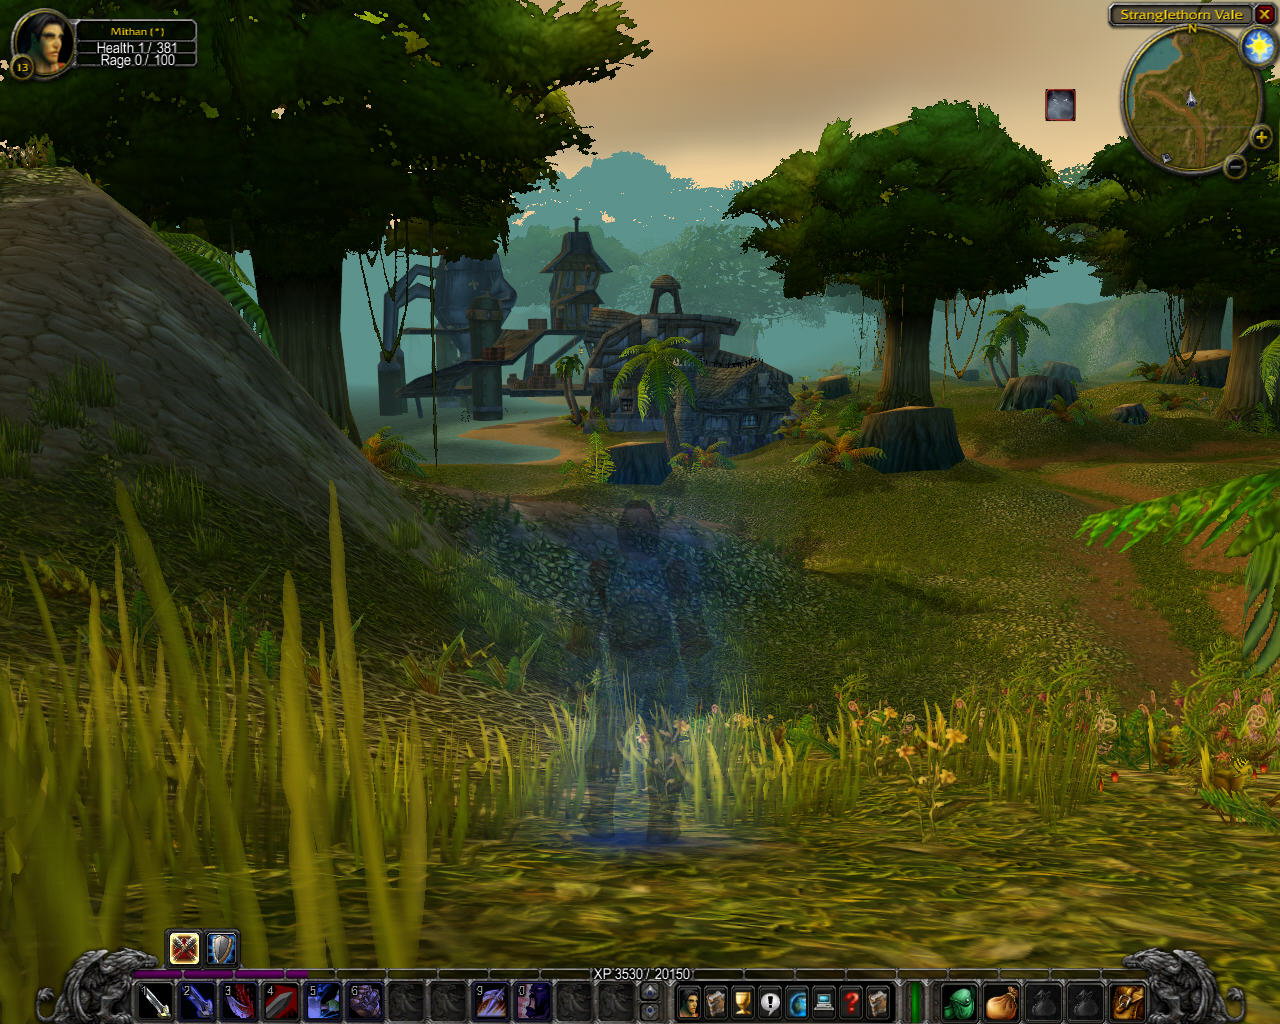 Mithan (*)
Health 1 / 381
Rage 0 / 100
13
Stranglethorn Vale
N
XP 3530 / 20150
1 2 3 4 5 6 9 0